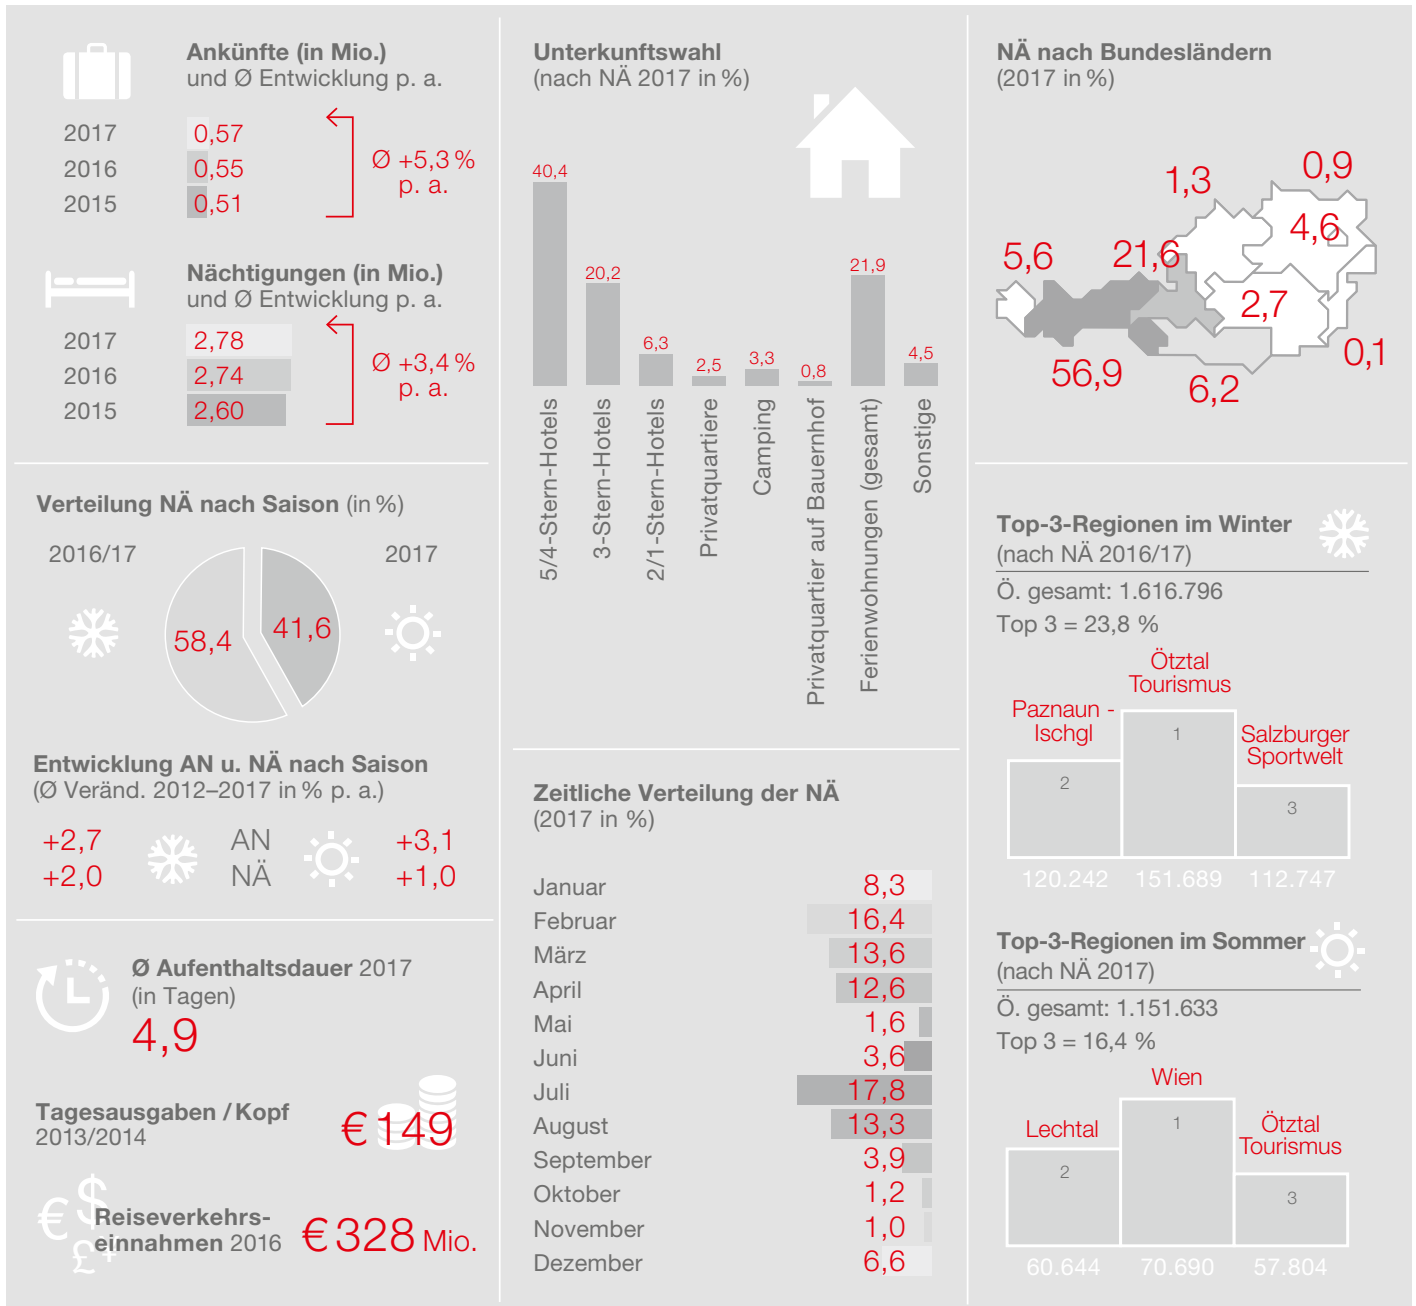 Ankünfte (in Mio.)
und Ø Entwicklung p. a.
2017 0,57
2016 0,55
2015 0,51
Ø +5,3 %
p. a.
Nächtigungen (in Mio.)
und Ø Entwicklung p. a.
2017 2,78
2016 2,74
2015 2,60
Ø +3,4 %
p. a.
Verteilung NÄ nach Saison (in %)
2016/17 2017
58,4 41,6
Entwicklung AN u. NÄ nach Saison
(Ø Veränd. 2012–2017 in % p. a.)
+2,7 AN +3,1
+2,0 NÄ +1,0
Ø Aufenthaltsdauer 2017
(in Tagen)
4,9
Tagesausgaben / Kopf
2013/2014
€ 149
€ $ £ ¥
Reiseverkehrs-
einnahmen 2016
€ 328 Mio.
Unterkunftswahl
(nach NÄ 2017 in %)
40,4
20,2
6,3
2,5
3,3
0,8
21,9
4,5
5/4-Stern-Hotels
3-Stern-Hotels
2/1-Stern-Hotels
Privatquartiere
Camping
Privatquartier auf Bauernhof
Ferienwohnungen (gesamt)
Sonstige
Zeitliche Verteilung der NÄ
(2017 in %)
Januar 8,3
Februar 16,4
März 13,6
April 12,6
Mai 1,6
Juni 3,6
Juli 17,8
August 13,3
September 3,9
Oktober 1,2
November 1,0
Dezember 6,6
NÄ nach Bundesländern
(2017 in %)
0,9
1,3
4,6
5,6
21,6
2,7
0,1
56,9
6,2
Top-3-Regionen im Winter
(nach NÄ 2016/17)
Ö. gesamt: 1.616.796
Top 3 = 23,8 %
Ötztal
Tourismus
Paznaun -
Ischgl
Salzburger
Sportwelt
1
2
3
120.242 151.689 112.747
Top-3-Regionen im Sommer
(nach NÄ 2017)
Ö. gesamt: 1.151.633
Top 3 = 16,4 %
Wien
Lechtal
Ötztal
Tourismus
1
2
3
60.644 70.690 57.804